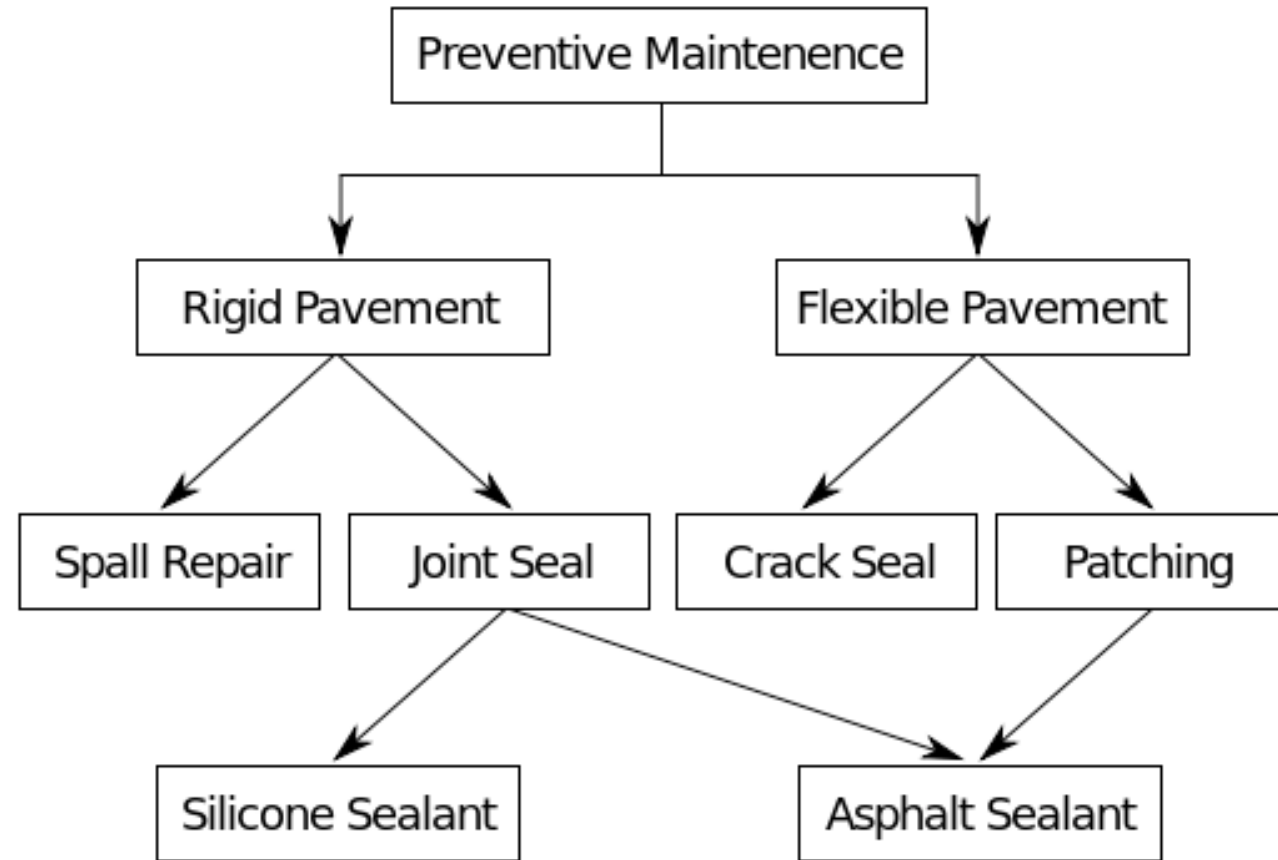 Preventive Maintenence
Rigid Pavement
Flexible Pavement
Spall Repair
Joint Seal
Crack Seal
Patching
Silicone Sealant
Asphalt Sealant